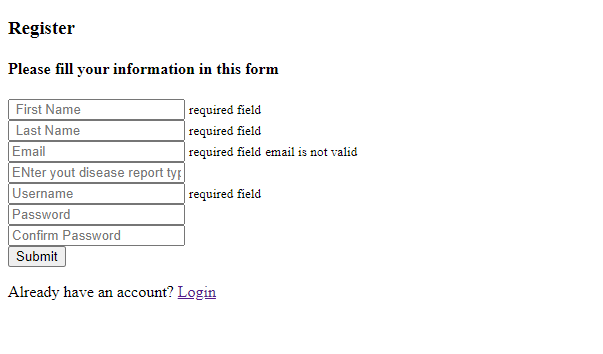 Register
Please fill your information in this form
First Name required field
Last Name required field
Email required field email is not valid
ENter yout disease report typ
Username required field
Password
Confirm Password
Submit
Already have an account? Login